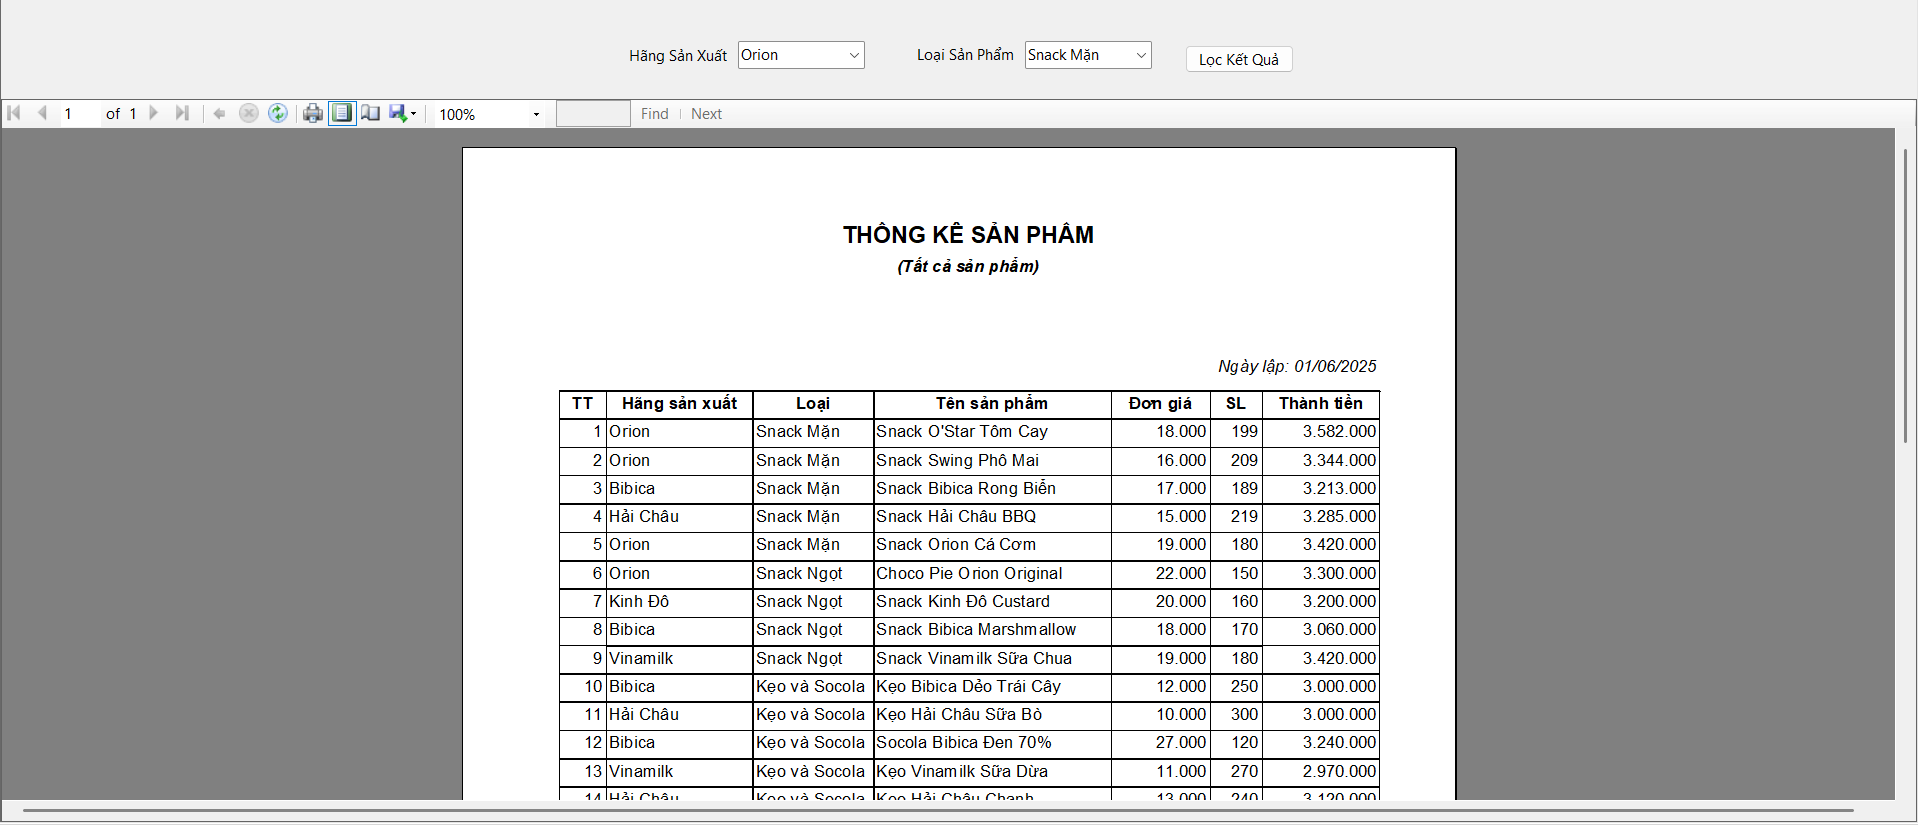 Hãng Sản Xuất Orion Loại Sản Phẩm Snack Mặn Lọc Kết Quả
1 of 1 100% Find Next
THÔNG KÊ SẢN PHÂM
(Tất cả sản phẩm)
Ngày lập: 01/06/2025
TT Hãng sản xuất Loại Tên sản phẩm Đơn giá SL Thành tiền
1 Orion Snack Mặn Snack O'Star Tôm Cay 18.000 199 3.582.000
2 Orion Snack Mặn Snack Swing Phô Mai 16.000 209 3.344.000
3 Bibica Snack Mặn Snack Bibica Rong Biển 17.000 189 3.213.000
4 Hải Châu Snack Mặn Snack Hải Châu BBQ 15.000 219 3.285.000
5 Orion Snack Mặn Snack Orion Cá Cơm 19.000 180 3.420.000
6 Orion Snack Ngọt Choco Pie Orion Original 22.000 150 3.300.000
7 Kinh Đô Snack Ngọt Snack Kinh Đô Custard 20.000 160 3.200.000
8 Bibica Snack Ngọt Snack Bibica Marshmallow 18.000 170 3.060.000
9 Vinamilk Snack Ngọt Snack Vinamilk Sữa Chua 19.000 180 3.420.000
10 Bibica Kẹo và Socola Kẹo Bibica Dẻo Trái Cây 12.000 250 3.000.000
11 Hải Châu Kẹo và Socola Kẹo Hải Châu Sữa Bò 10.000 300 3.000.000
12 Bibica Kẹo và Socola Socola Bibica Đen 70% 27.000 120 3.240.000
13 Vinamilk Kẹo và Socola Kẹo Vinamilk Sữa Dừa 11.000 270 2.970.000
14 Hải Châu Kẹo và Socola Kẹo Hải Châu Chanh 13.000 240 3.120.000